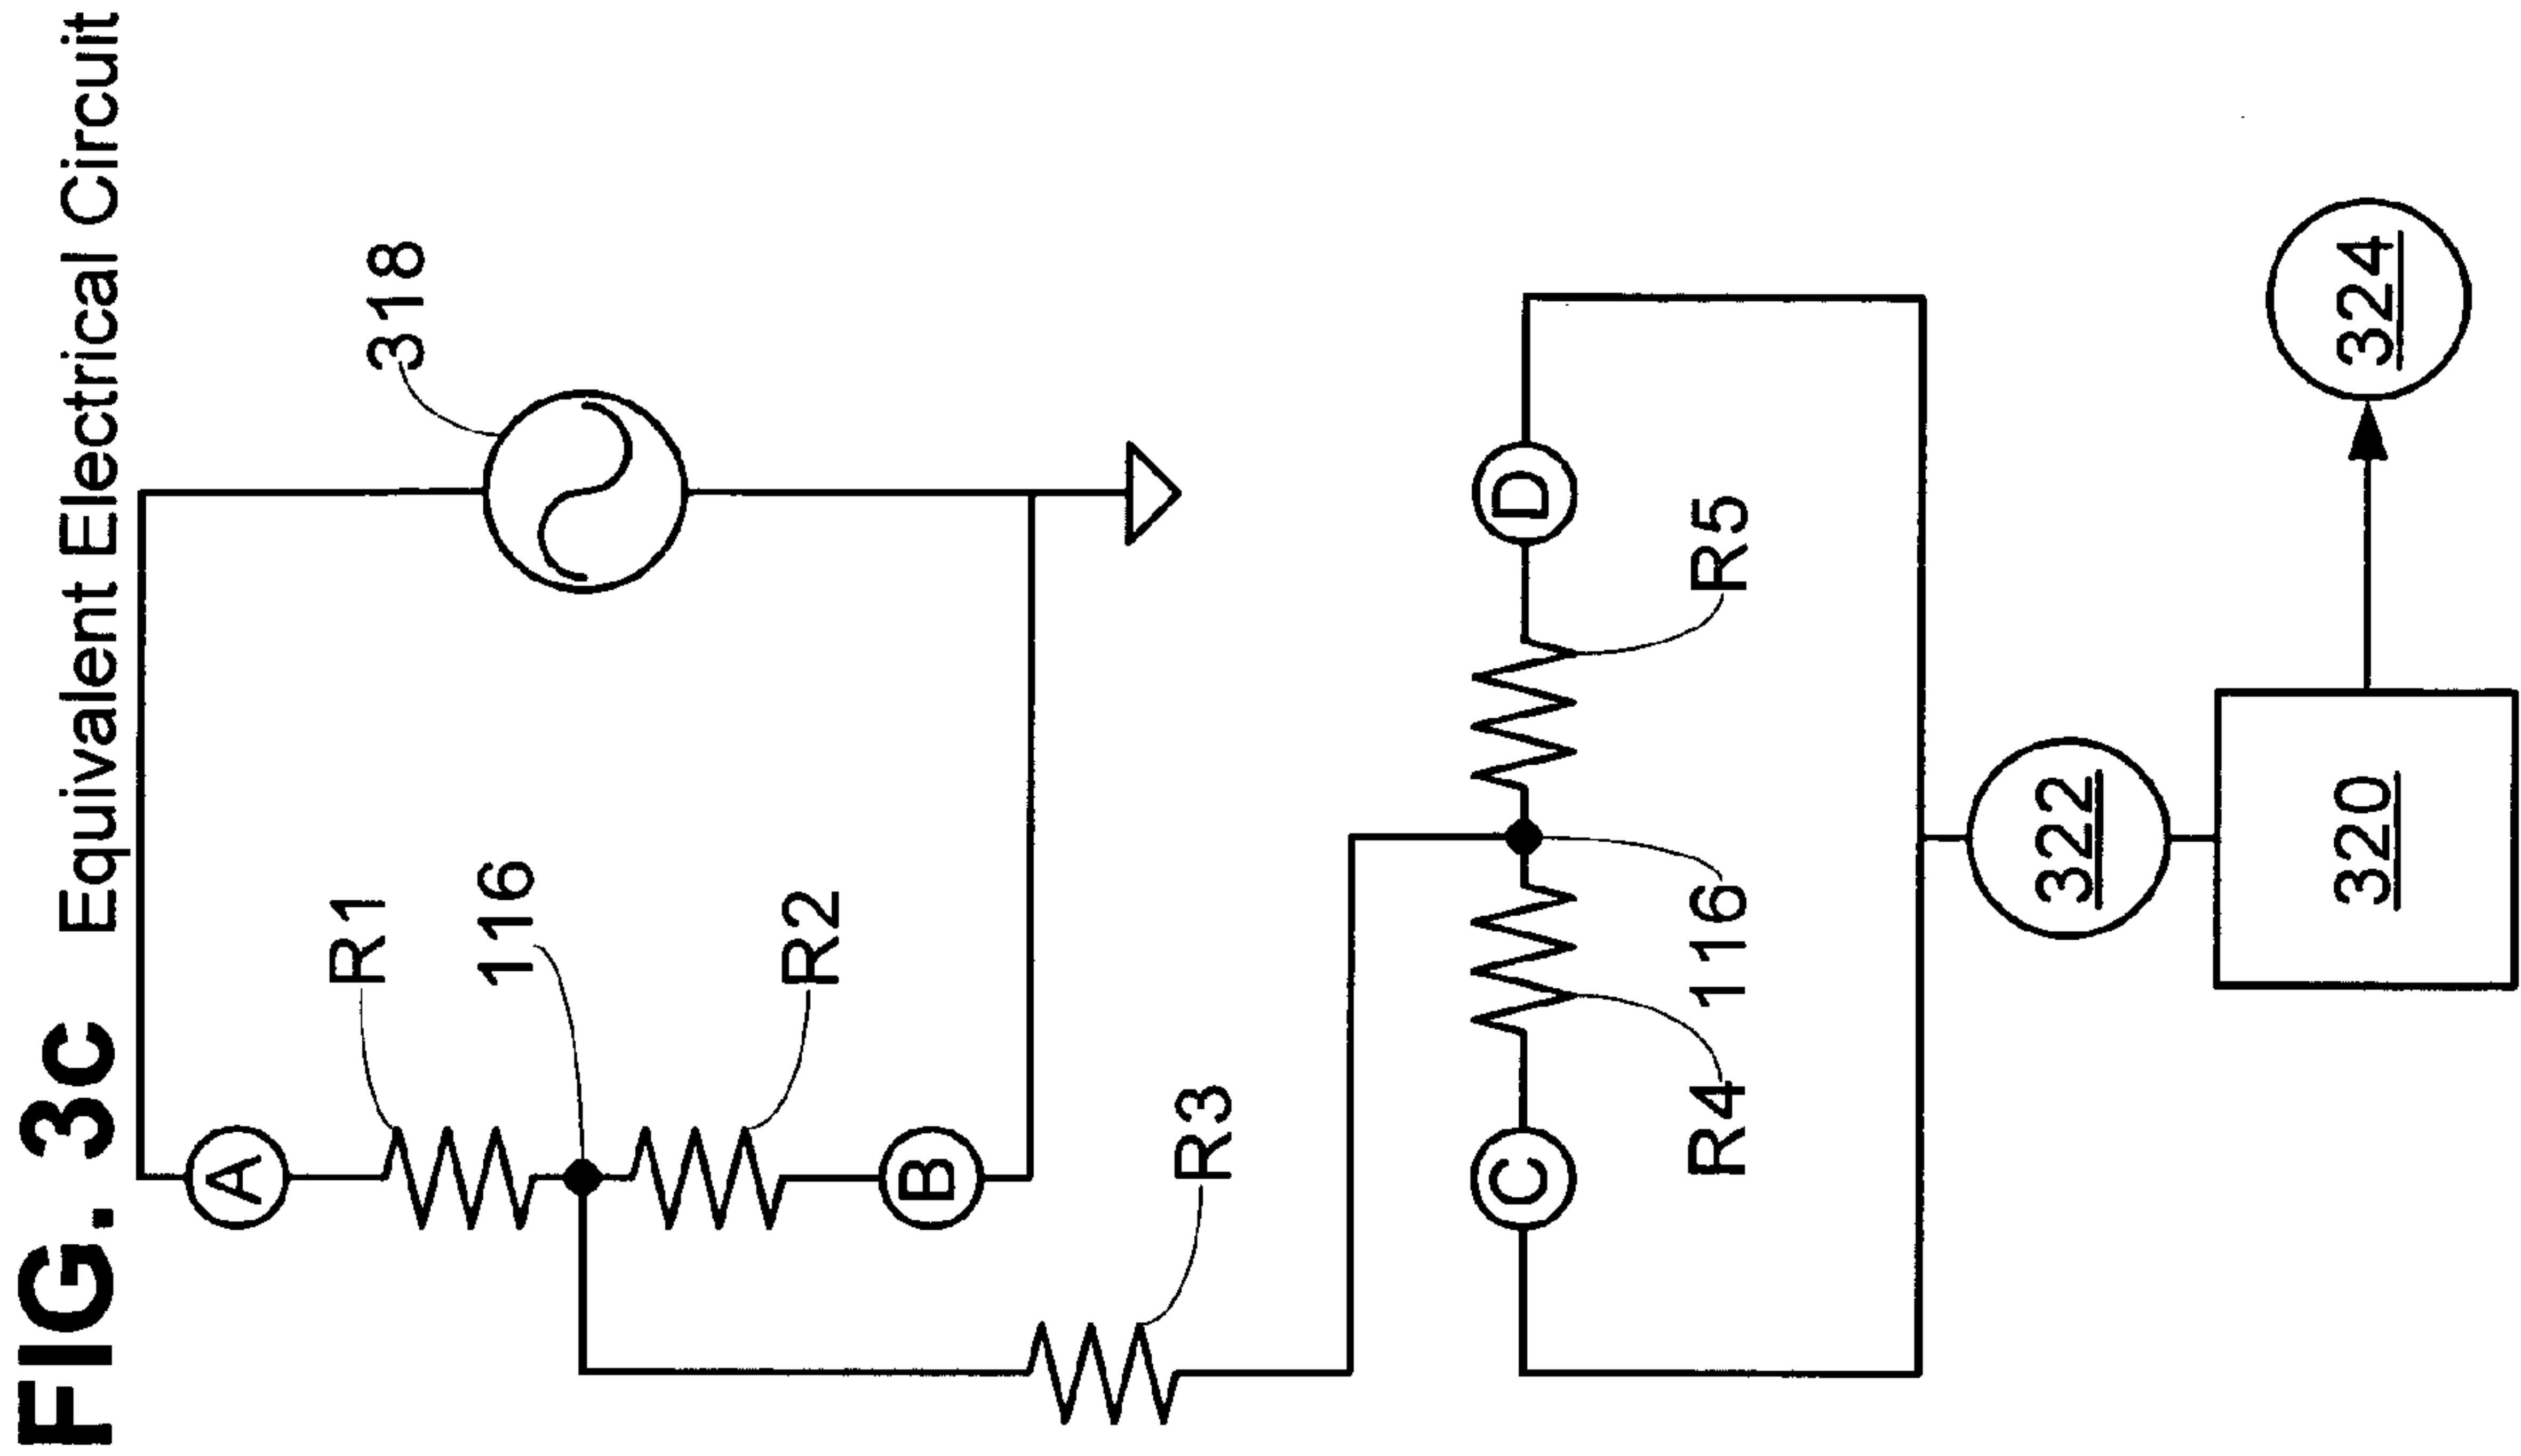 FIG. 3c Equivalent Electrical Circuit
A
R1
116
R2
B
318
R3
C
R4
116
R5
D
322
320
324